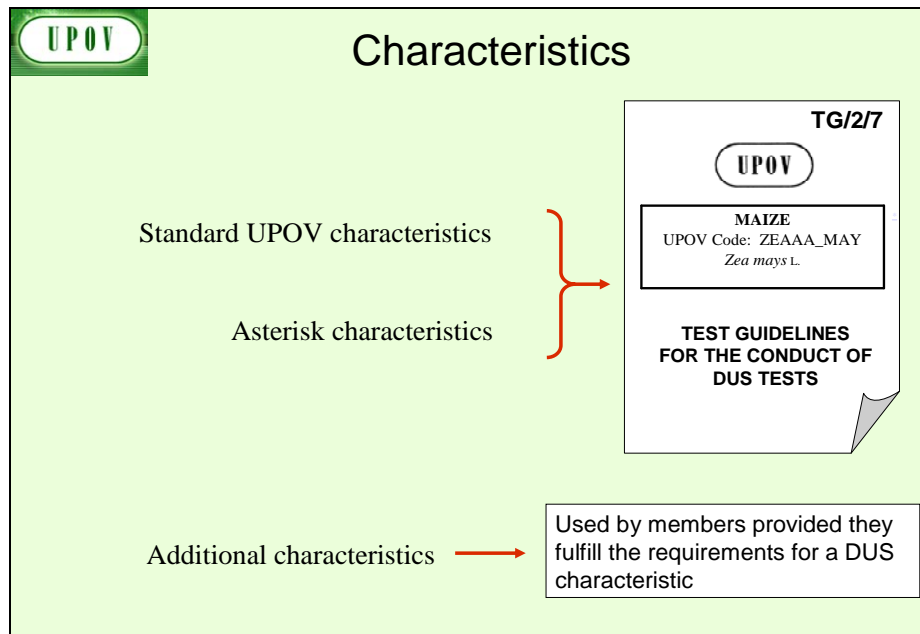 UPOV
Characteristics
TG/2/7
UPOV
MAIZE
UPOV Code: ZEAAA_MAY
Zea mays L.
Standard UPOV characteristics
Asterisk characteristics
TEST GUIDELINES
FOR THE CONDUCT OF
DUS TESTS
Additional characteristics
Used by members provided they
fulfill the requirements for a DUS
characteristic